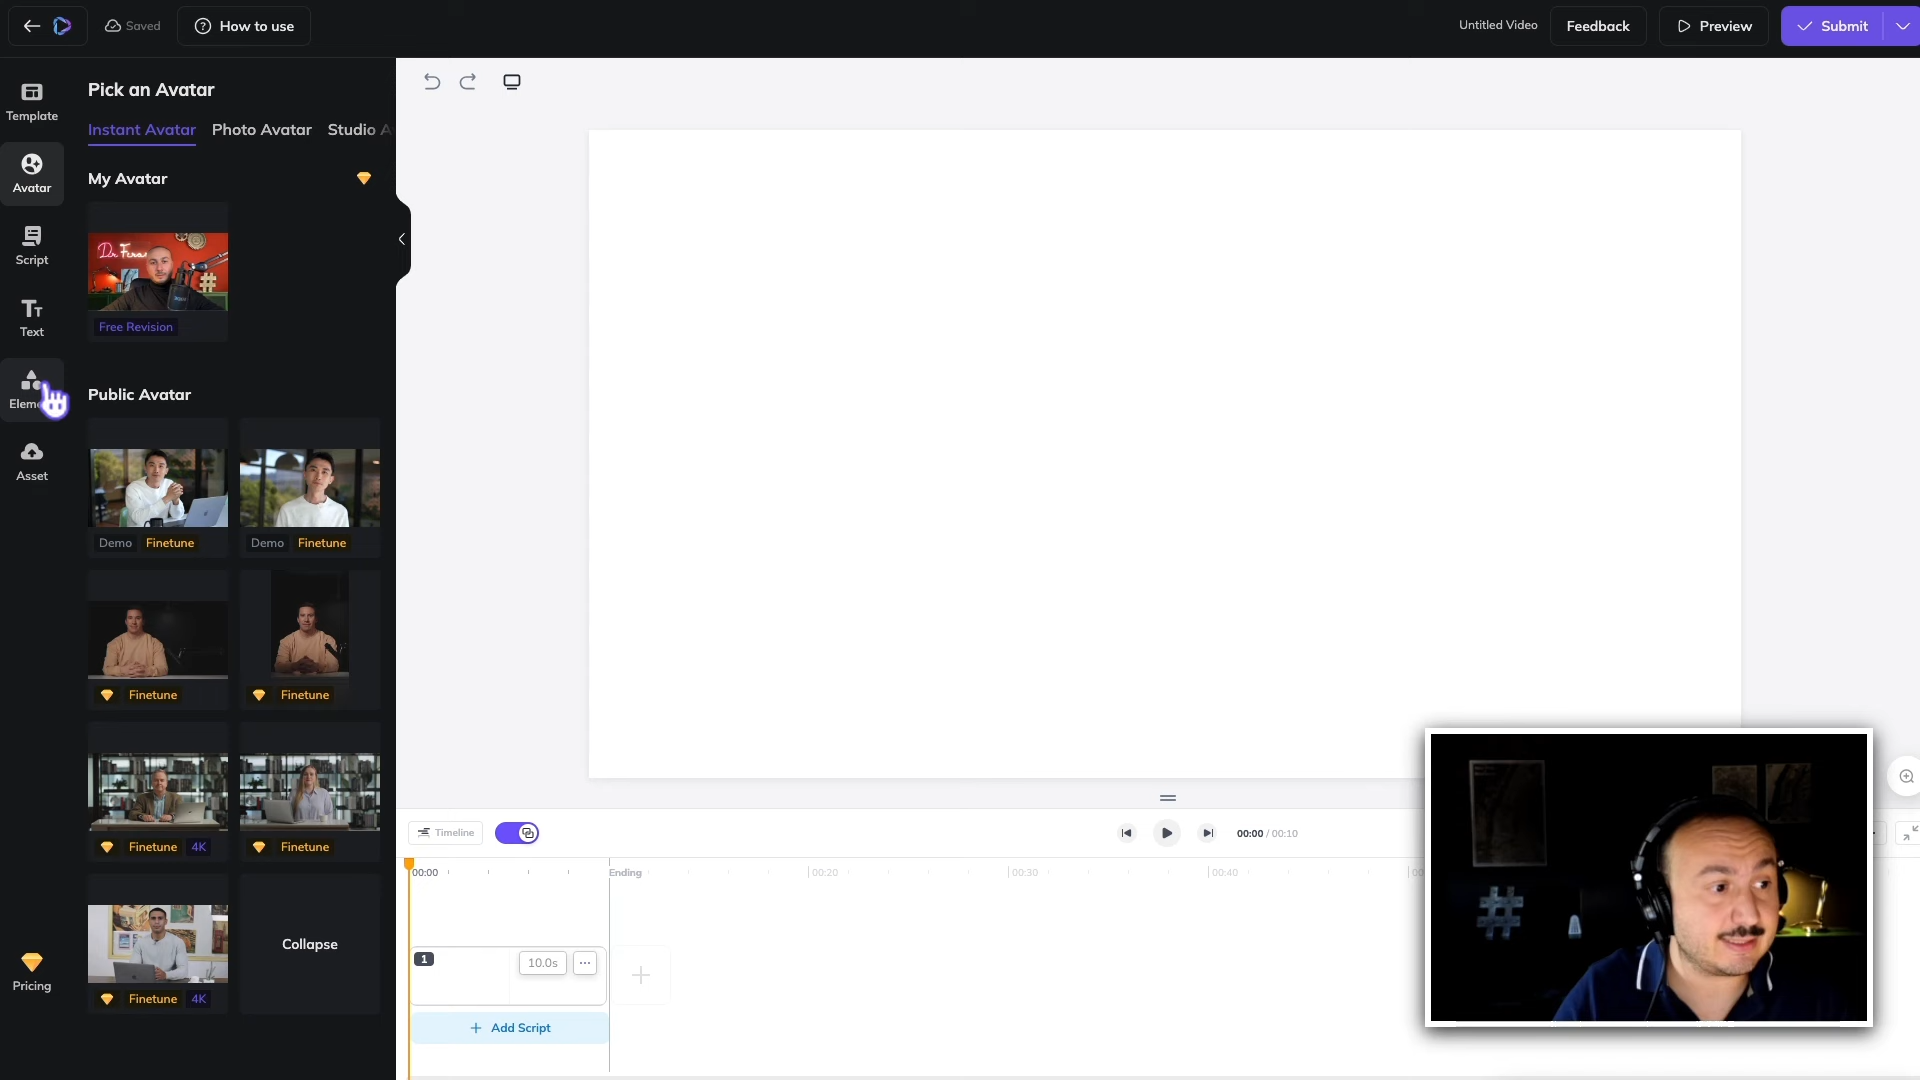 Saved
How to use
Untitled Video
Feedback
Preview
Submit
Template
Avatar
Script
Text
Asset
Pricing
Pick an Avatar
Instant Avatar
Photo Avatar
Studio A
My Avatar
Free Revision
Public Avatar
Demo Finetune
Demo Finetune
Finetune
Finetune
Finetune 4K
Finetune
Finetune 4K
Collapse
Timeline
00:00 / 00:10
00:00
Ending
00:20
00:30
00:40
1
10.0s
Add Script